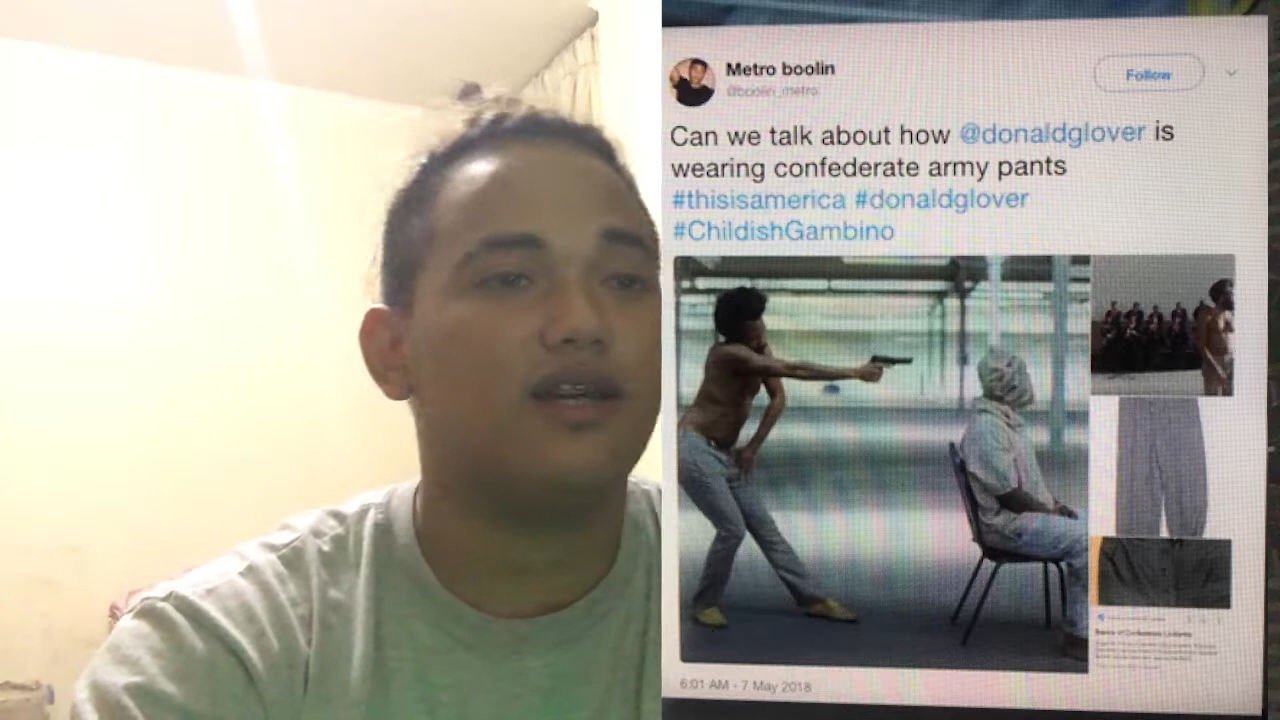 Metro boolin
@boolin_metro
Follow
Can we talk about how @donaldglover is
wearing confederate army pants
#thisisamerica #donaldglover
#ChildishGambino
6:01 AM - 7 May 2018